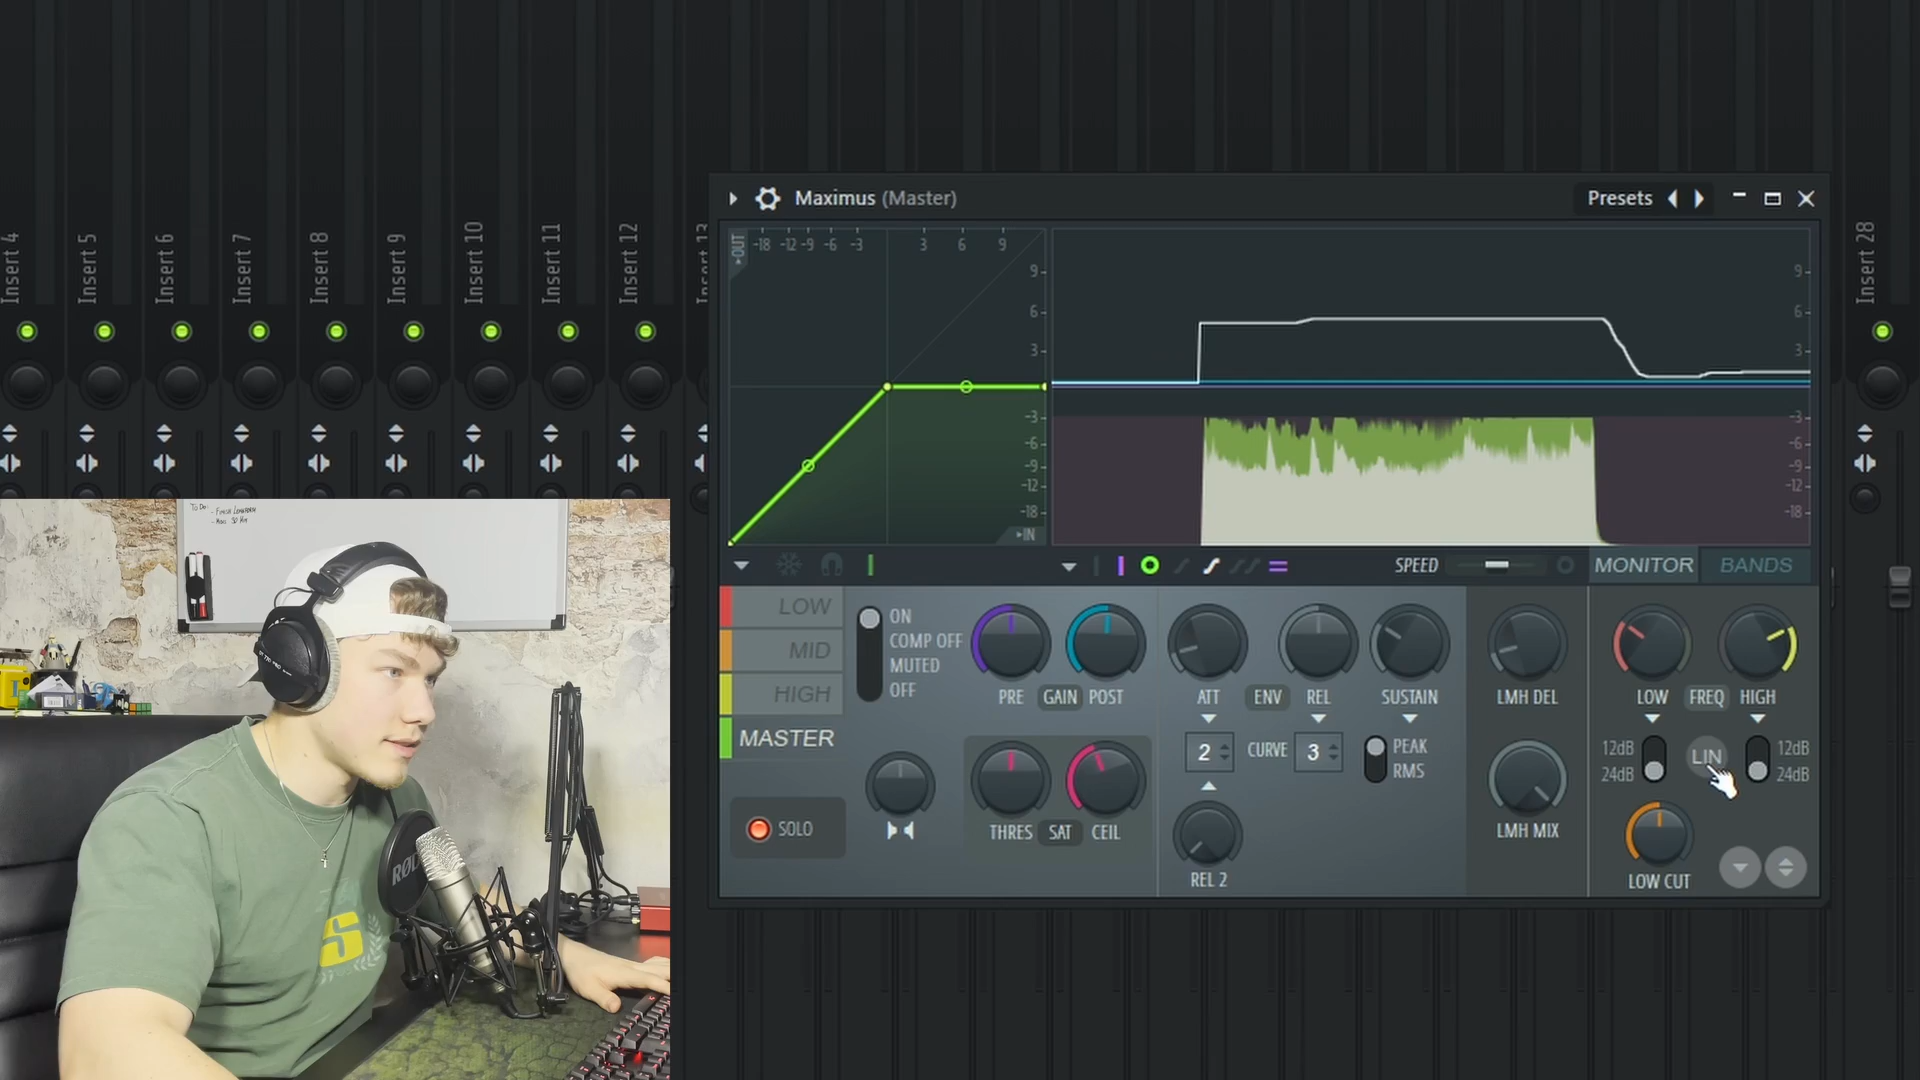 Maximus (Master)
Presets
OUT
-18 -12 -9 -6 -3 3 6 9
9
6
3
-3
-6
-9
-12
-18
IN
9
6
3
-3
-6
-9
-12
-18
SPEED
MONITOR
BANDS
LOW
MID
HIGH
MASTER
SOLO
ON
COMP OFF
MUTED
OFF
PRE GAIN POST
THRES SAT CEIL
ATT ENV REL SUSTAIN
2 CURVE 3
PEAK
RMS
REL 2
LMH DEL
LMH MIX
LOW FREQ HIGH
12dB
24dB
LIN
12dB
24dB
LOW CUT
Insert 4
Insert 5
Insert 6
Insert 7
Insert 8
Insert 9
Insert 10
Insert 11
Insert 12
Insert 28
To Do:
RØDE
S